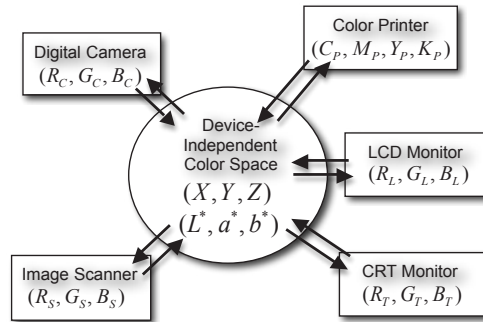 Color Printer
(C_P, M_P, Y_P, K_P)
Digital Camera
(R_C, G_C, B_C)
Device-
Independent
Color Space
(X, Y, Z)
(L*, a*, b*)
LCD Monitor
(R_L, G_L, B_L)
Image Scanner
(R_S, G_S, B_S)
CRT Monitor
(R_T, G_T, B_T)